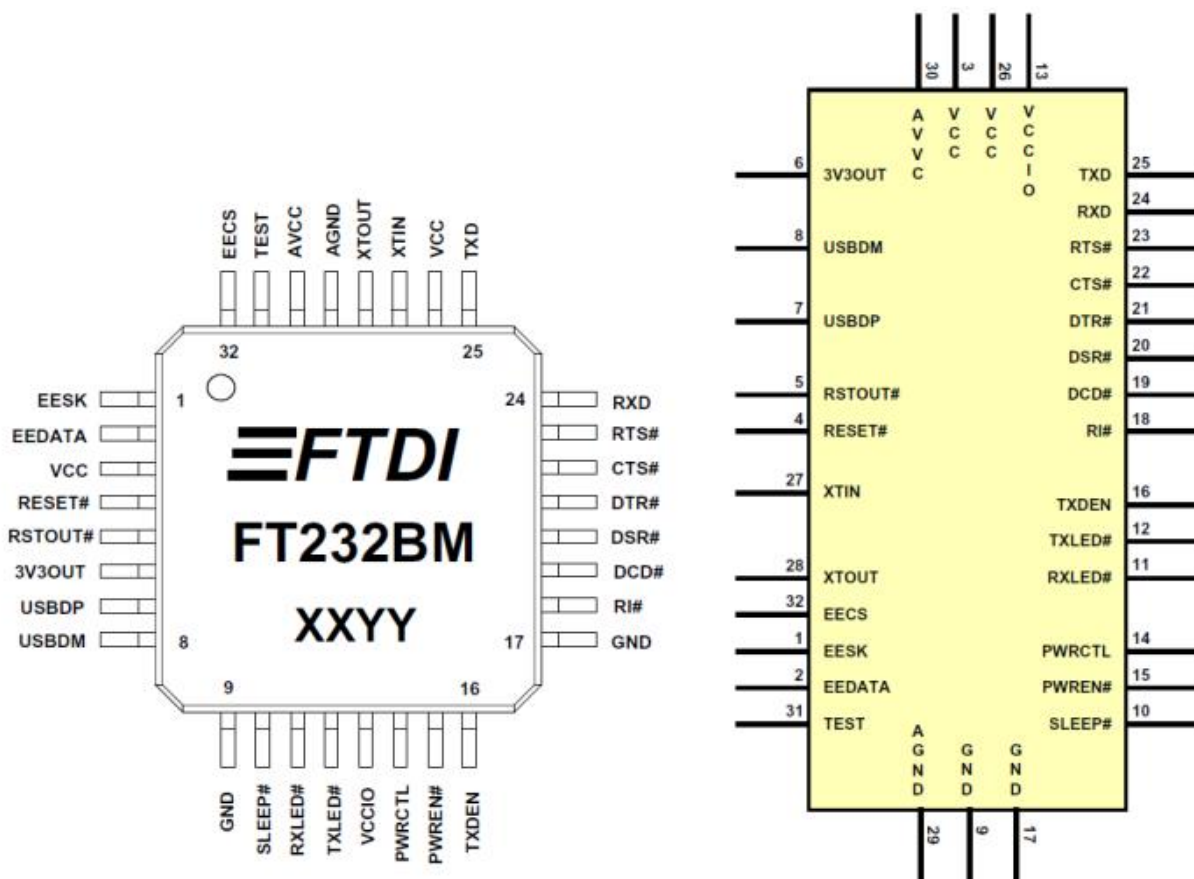 EECS
TEST
AVCC
AGND
XTOUT
XTIN
VCC
TXD
32
25
EESK
EEDATA
VCC
RESET#
RSTOUT#
3V3OUT
USBDP
USBDM
1
8
FTDI
FT232BM
XXYY
24
17
RXD
RTS#
CTS#
DTR#
DSR#
DCD#
RI#
GND
9
16
GND
SLEEP#
RXLED#
TXLED#
VCCIO
PWRCTL
PWREN#
TXDEN
30
3
26
13
AVVC
VCC
VCC
VCCIO
6 3V3OUT
8 USBDM
7 USBDP
5 RSTOUT#
4 RESET#
27 XTIN
28 XTOUT
32 EECS
1 EESK
2 EEDATA
31 TEST
TXD 25
RXD 24
RTS# 23
CTS# 22
DTR# 21
DSR# 20
DCD# 19
RI# 18
TXDEN 16
TXLED# 12
RXLED# 11
PWRCTL 14
PWREN# 15
SLEEP# 10
AGND
GND
GND
29
9
17